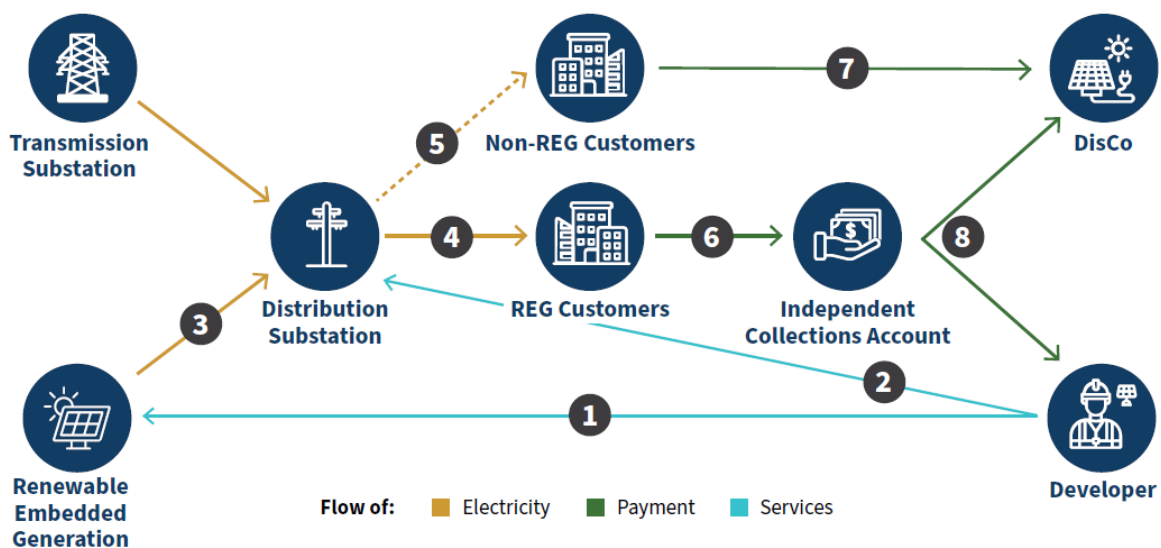 7
Transmission
Substation
5
Non-REG Customers
DisCo
4
6
8
3
Distribution
Substation
REG Customers
$
Independent
Collections Account
2
1
Renewable
Embedded
Generation
Developer
Flow of:
Electricity
Payment
Services